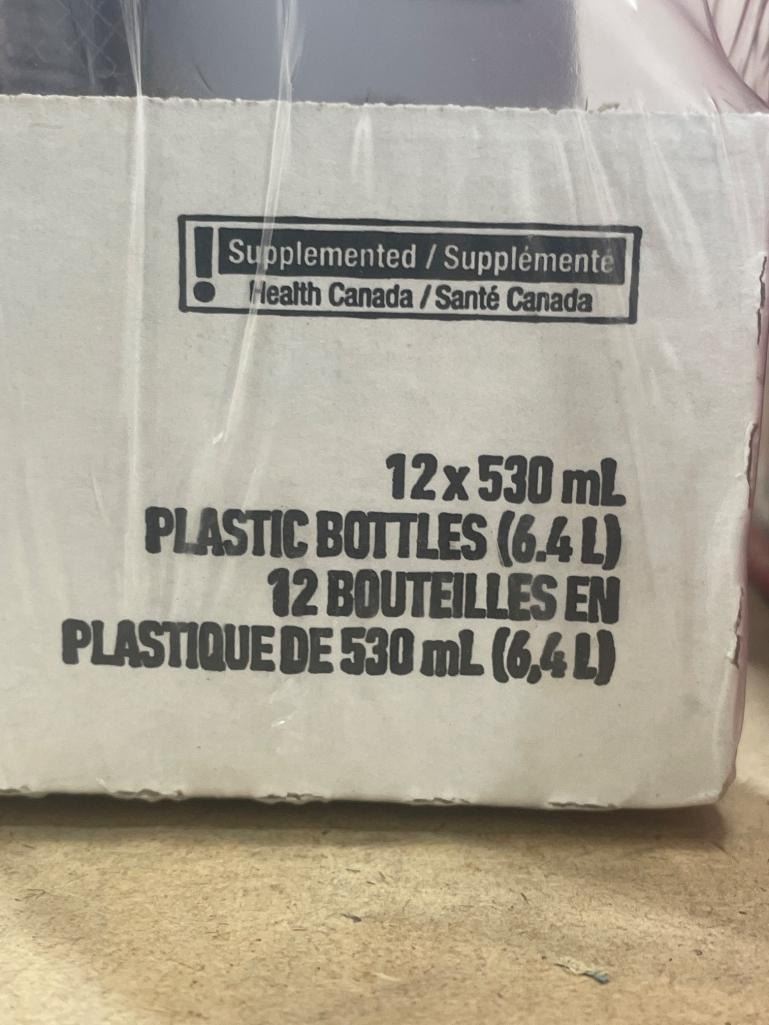 ! Supplemented / Supplémenté
Health Canada / Santé Canada
12 x 530 mL
PLASTIC BOTTLES (6.4 L)
12 BOUTEILLES EN
PLASTIQUE DE 530 mL (6,4 L)